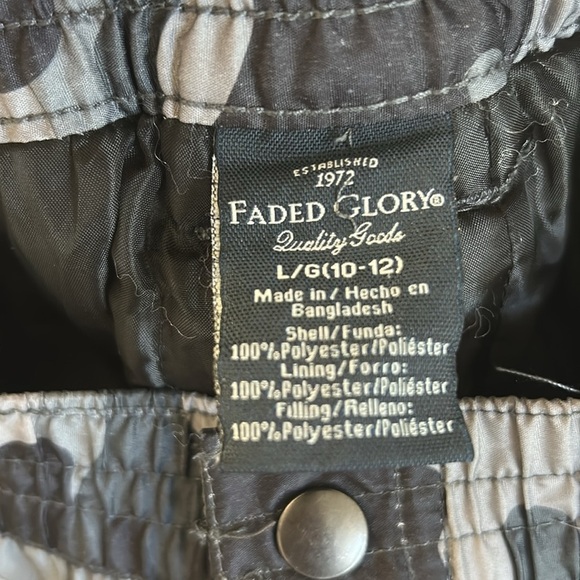 ESTABLISHED
1972
FADED GLORY®
Quality Goods
L/G(10-12)
Made in/Hecho en
Bangladesh
Shell/Funda:
100%Polyester/Poliéster
Lining/Forro:
100%Polyester/Poliéster
Filling/Relleno:
100%Polyester/Poliéster